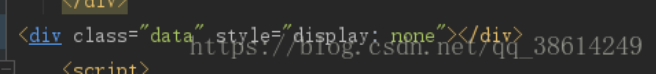 </div>
<div class="data" style="display: none"></div>
https://blog.csdn.net/qq_38614249
<script>